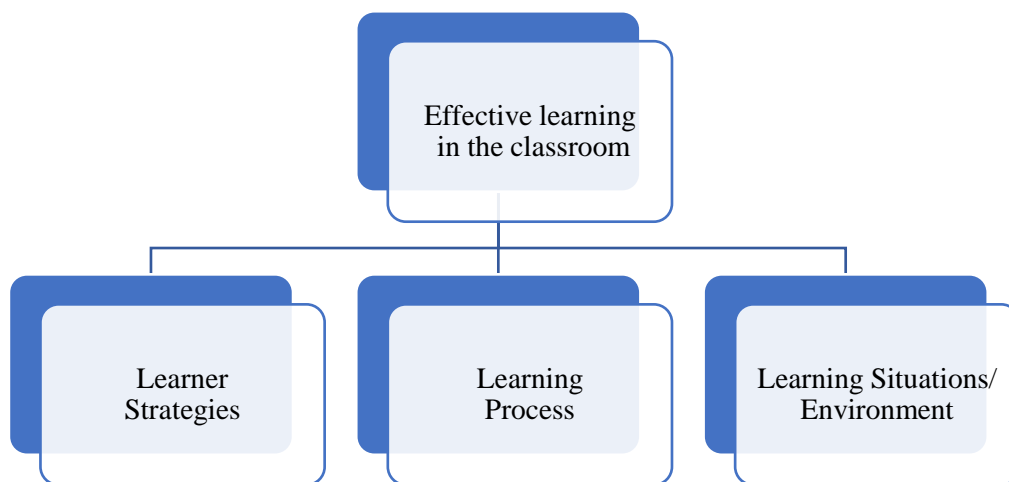 Effective learning
in the classroom
Learner
Strategies
Learning
Process
Learning Situations/
Environment